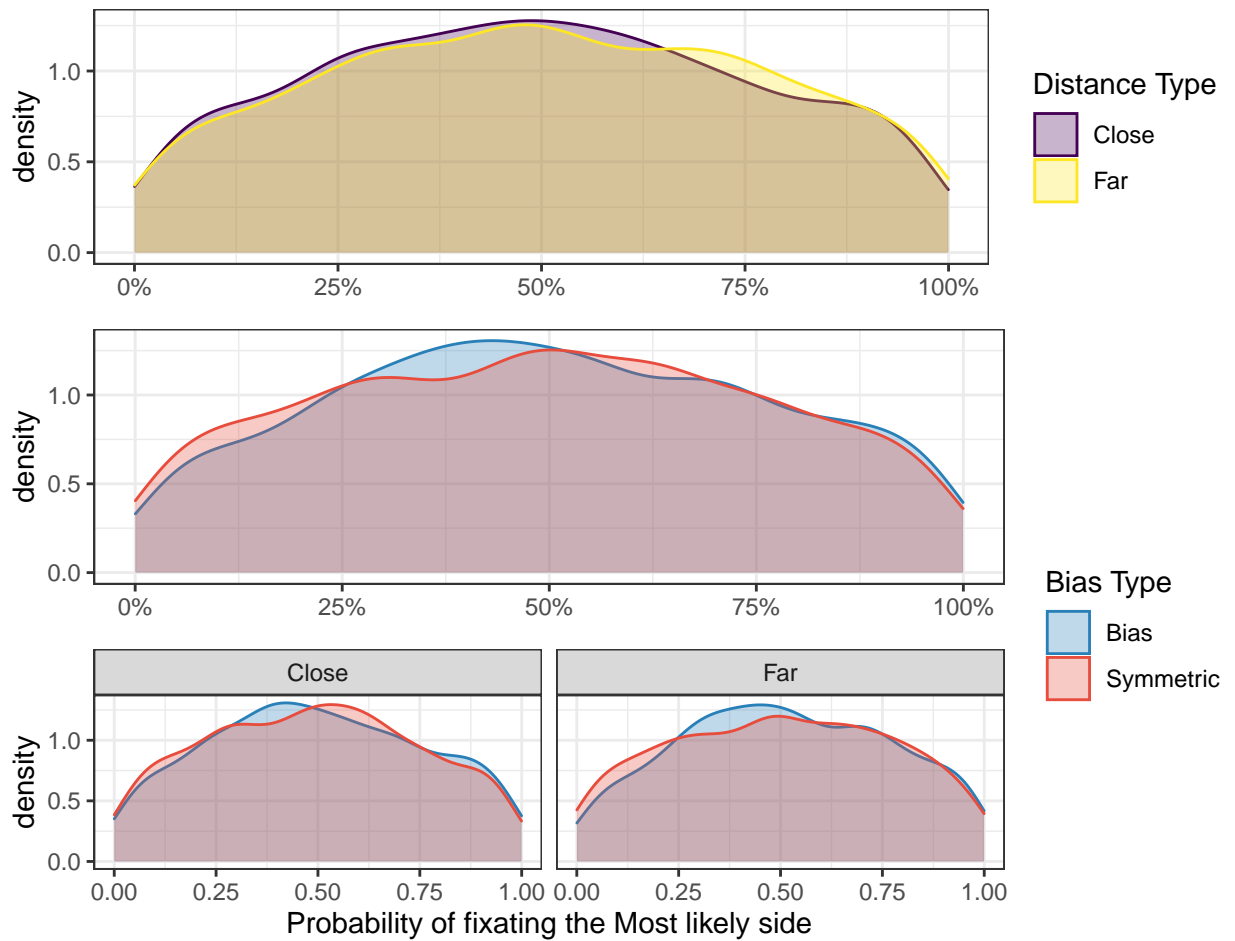 density
1.0
0.5
0.0
0% 25% 50% 75% 100%
Distance Type
Close
Far
density
1.0
0.5
0.0
0% 25% 50% 75% 100%
Bias Type
Bias
Symmetric
Close Far
density
1.0
0.5
0.0
0.00 0.25 0.50 0.75 1.00 0.00 0.25 0.50 0.75 1.00
Probability of fixating the Most likely side